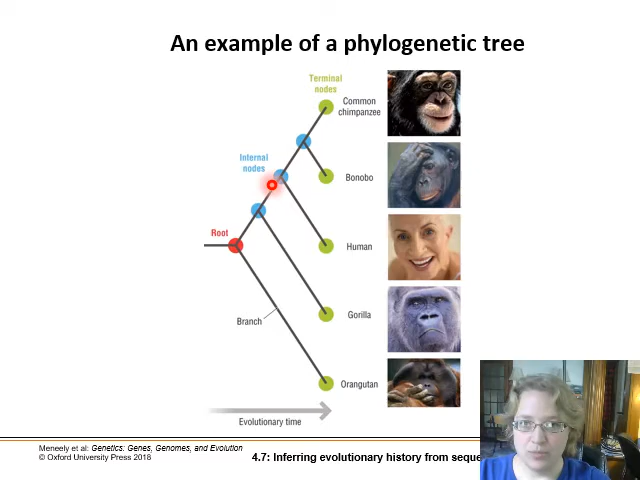 An example of a phylogenetic tree
Terminal
nodes
Common
chimpanzee
Internal
nodes
Bonobo
Root
Human
Gorilla
Branch
Orangutan
Evolutionary time
Meneely et al: Genetics: Genes, Genomes, and Evolution
© Oxford University Press 2018
4.7: Inferring evolutionary history from seque